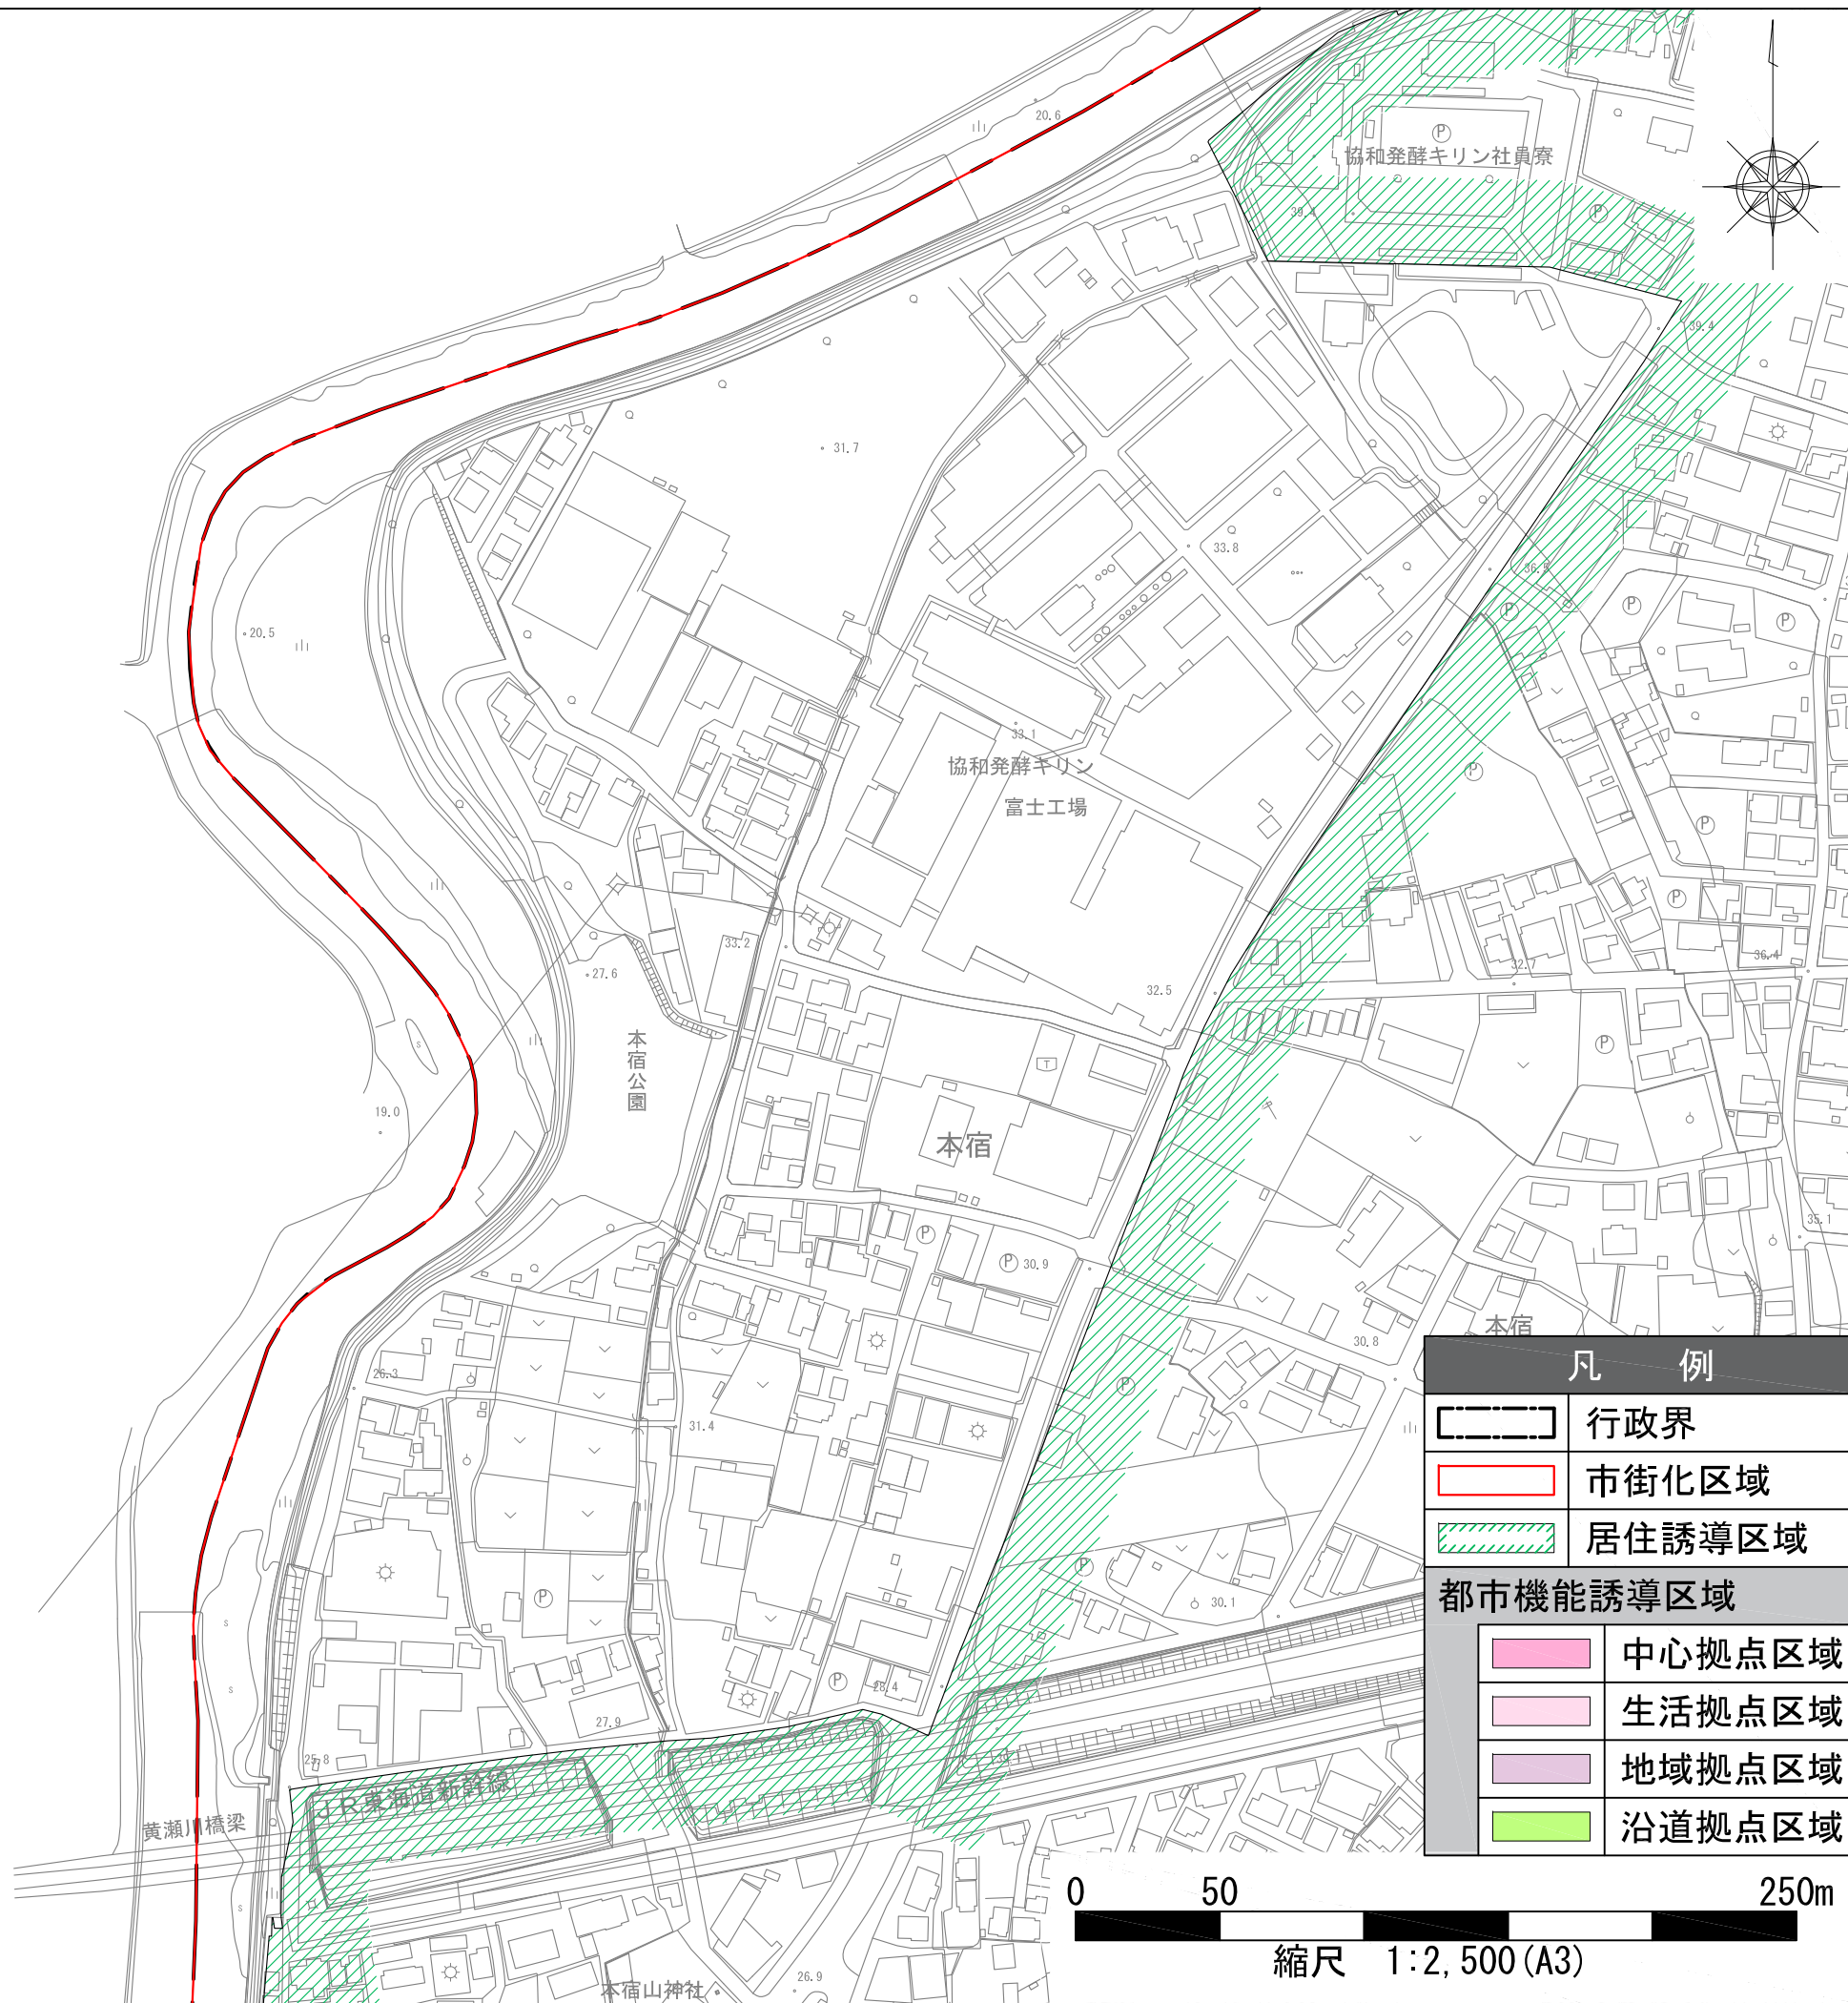 20.6
Ⓟ
協和発酵キリン社員寮
39.4
Ⓟ
39.4
31.7
33.8
36.5
Ⓟ
Ⓟ
Ⓟ
20.5
33.1
協和発酵キリン
富士工場
Ⓟ
Ⓟ
Ⓟ
33.2
27.6
32.5
32.7
36.4
本宿公園
Ⓟ
19.0
本宿
35.1
Ⓟ
Ⓟ 30.9
本宿
30.8
26.3
Ⓟ
31.4
Ⓟ
Ⓟ
30.1
Ⓟ
28.4
27.9
25.8
JR東海道新幹線
黄瀬川橋梁
本宿山神社
26.9
凡 例
行政界
市街化区域
居住誘導区域
都市機能誘導区域
中心拠点区域
生活拠点区域
地域拠点区域
沿道拠点区域
0 50 250m
縮尺 1:2,500(A3)